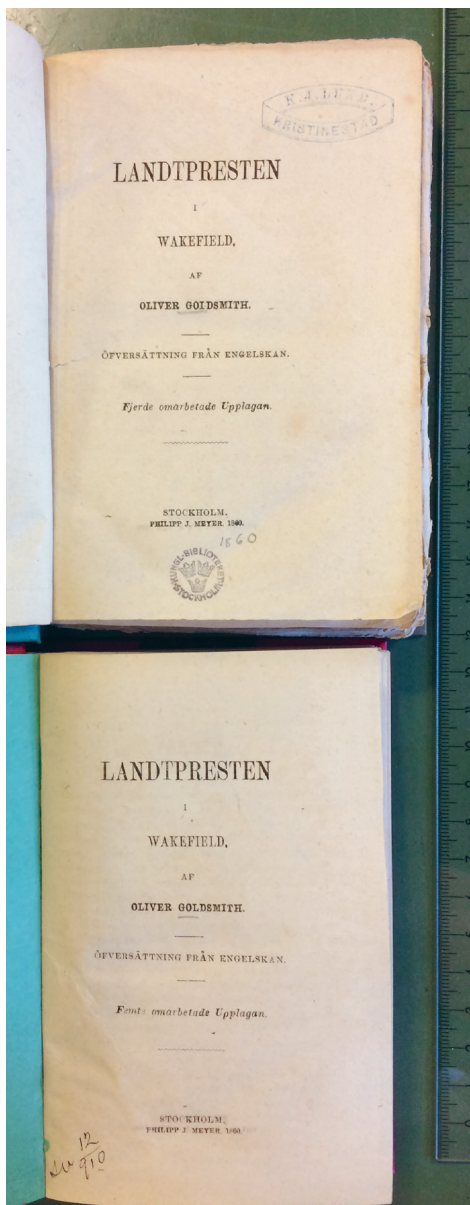 K. J. LUND.
KRISTINESTAD
LANDTPRESTEN
I
WAKEFIELD,
AF
OLIVER GOLDSMITH.
ÖFVERSÄTTNING FRÅN ENGELSKAN.
Fjerde omarbetade Upplagan.
STOCKHOLM.
PHILIPP J. MEYER. 1860.
1860
KUNGL. BIBLIOTEKET
STOCKHOLM
LANDTPRESTEN
I
WAKEFIELD,
AF
OLIVER GOLDSMITH.
ÖFVERSÄTTNING FRÅN ENGELSKAN.
Femte omarbetade Upplagan.
STOCKHOLM,
PHILIPP J. MEYER. 1860.
12
910